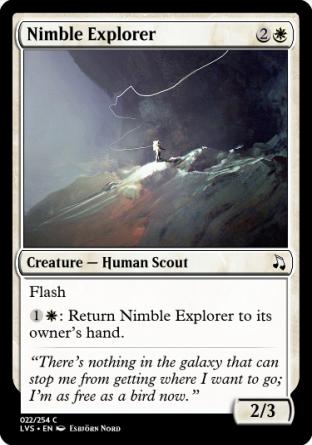 Nimble Explorer 2
Creature — Human Scout
Flash
1: Return Nimble Explorer to its
owner's hand.
“There's nothing in the galaxy that can
stop me from getting where I want to go;
I'm as free as a bird now.”
2/3
022/254 C
LVS • EN Esbjörn Nord